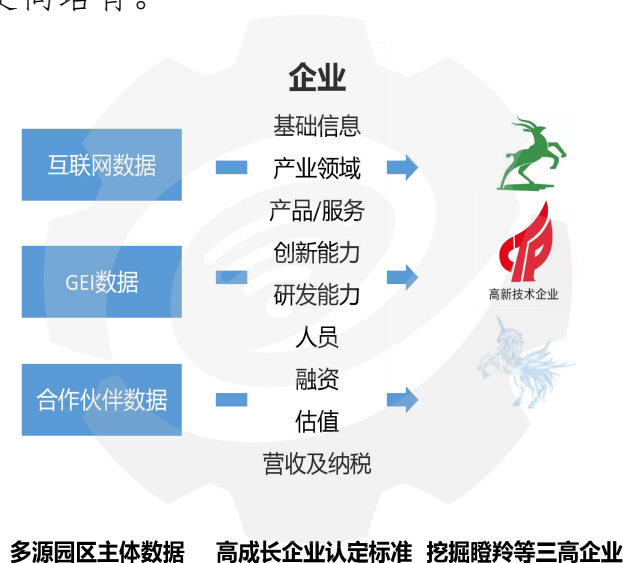 企业
基础信息
产业领域
产品/服务
创新能力
研发能力
人员
融资
估值
营收及纳税
互联网数据
GEI数据
合作伙伴数据
高新技术企业
多源园区主体数据
高成长企业认定标准
挖掘瞪羚等三高企业